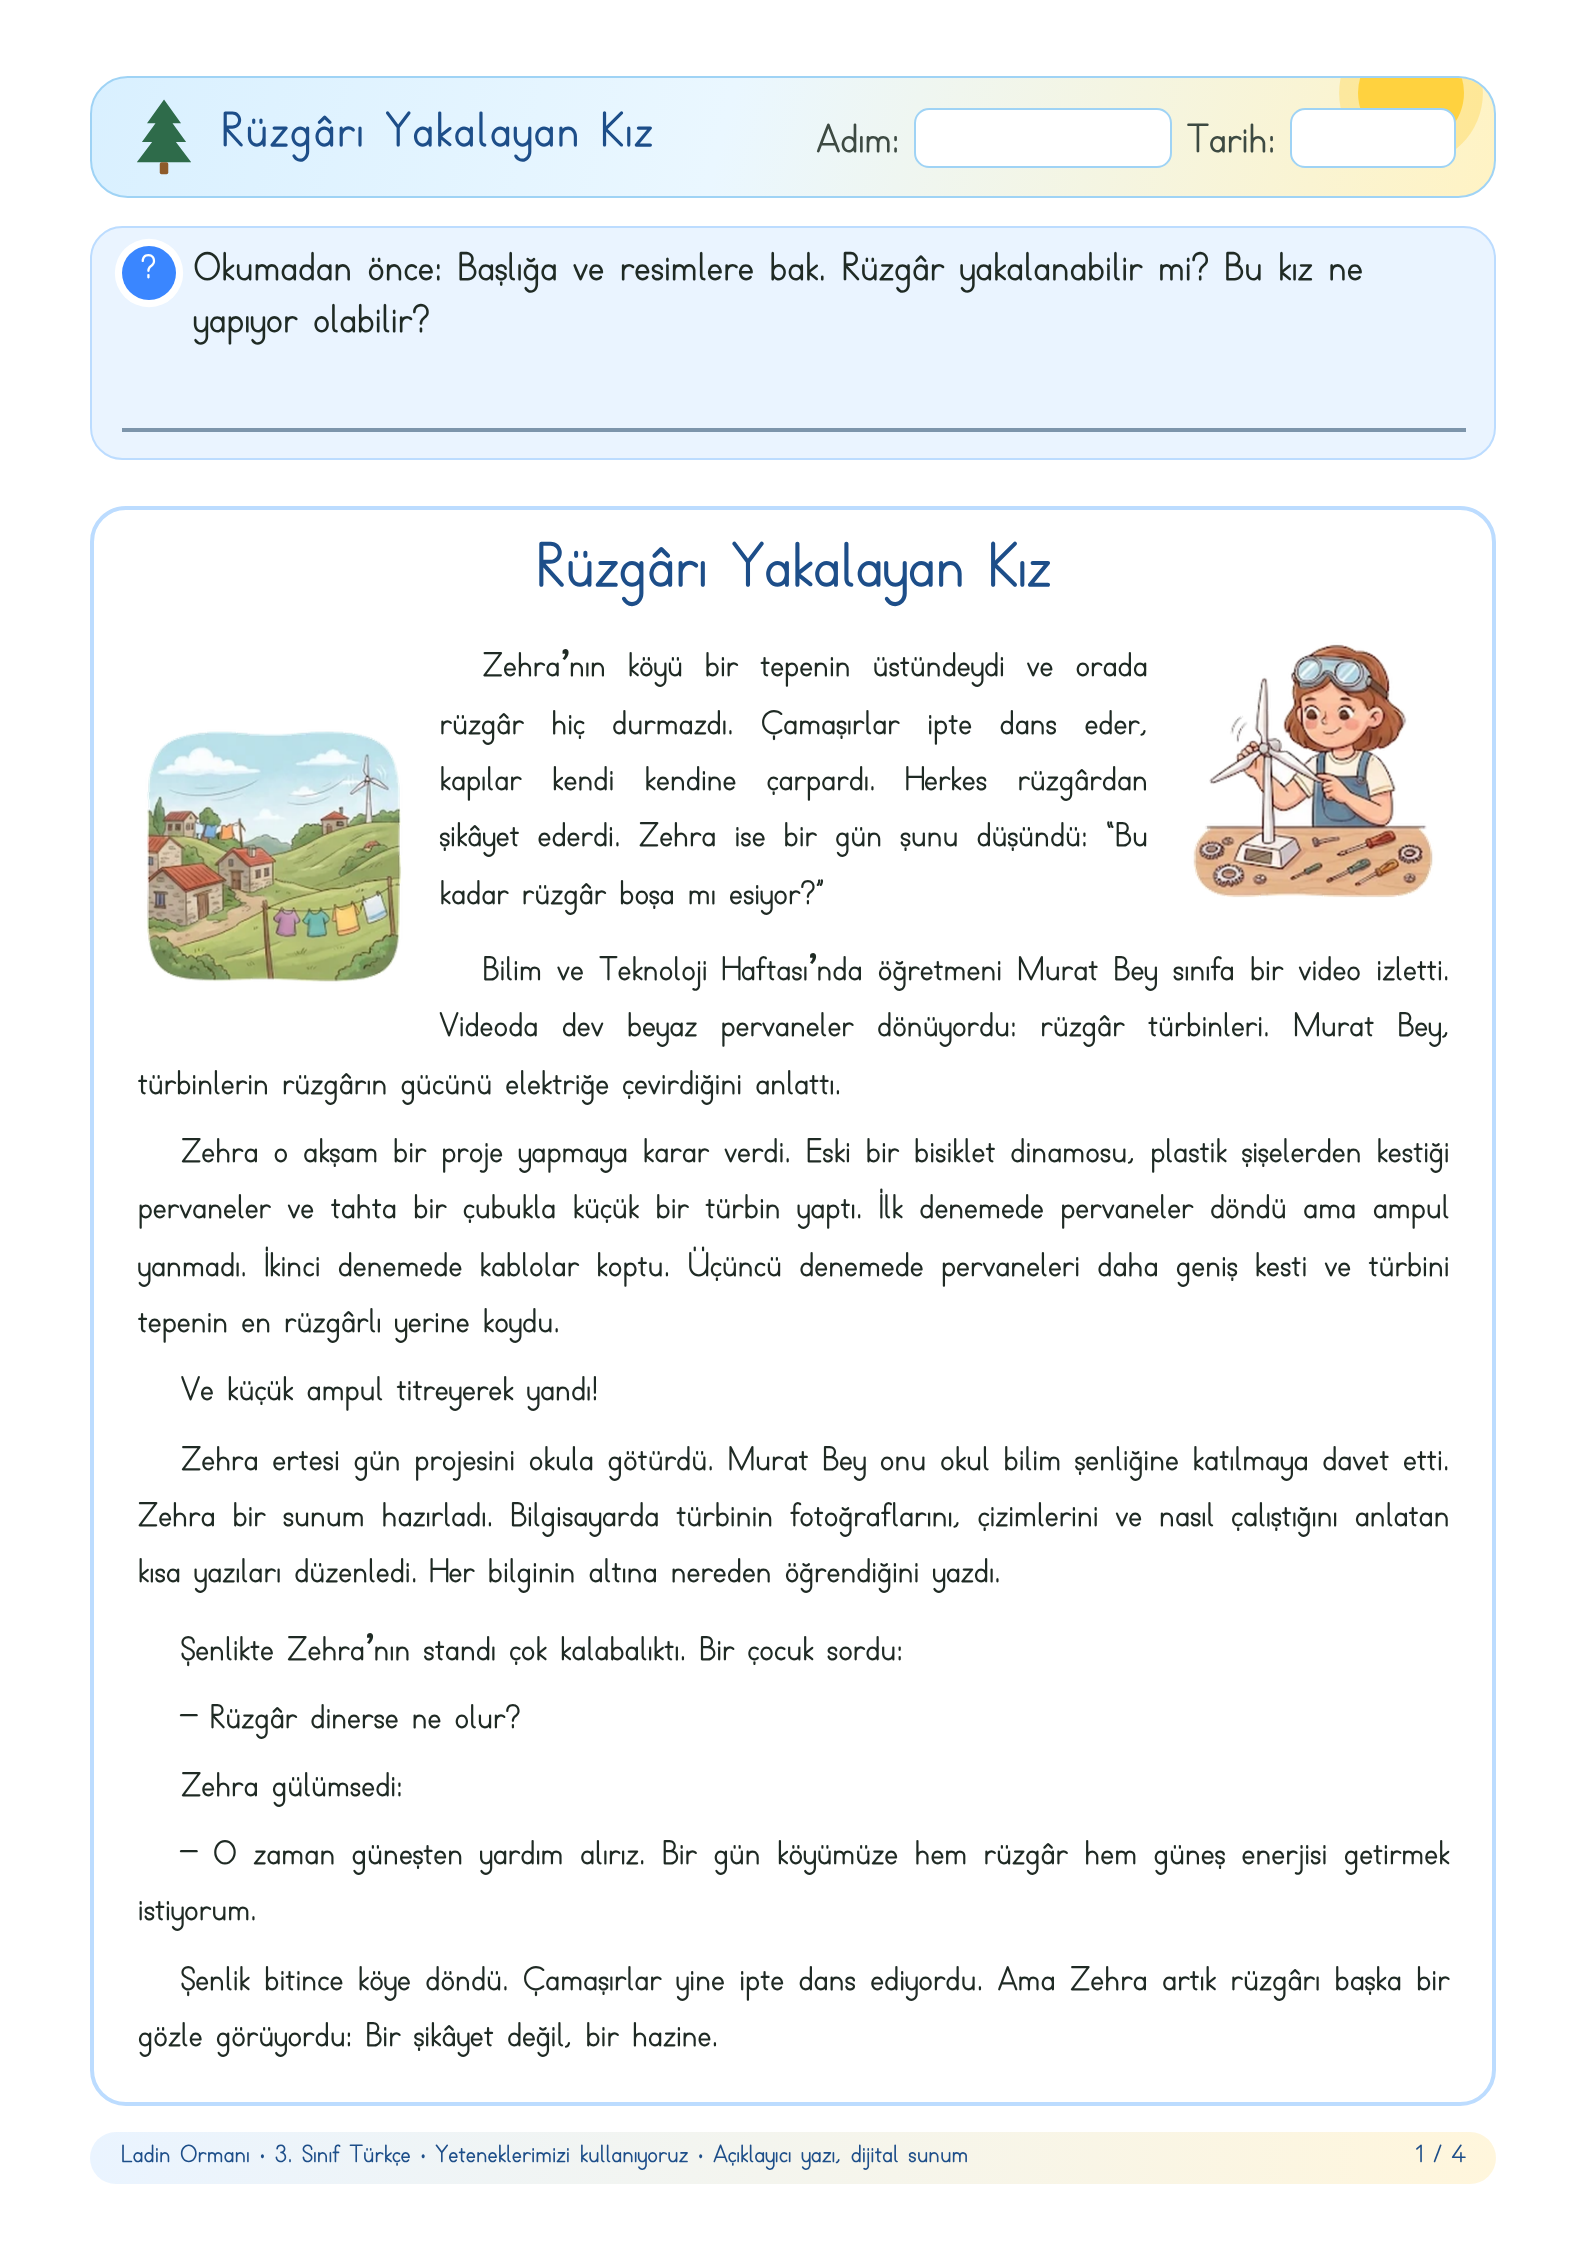 Rüzgârı Yakalayan Kız
Adım:
Tarih:
?
Okumadan önce: Başlığa ve resimlere bak. Rüzgâr yakalanabilir mi? Bu kız ne
yapıyor olabilir?
Rüzgârı Yakalayan Kız
Zehra’nın köyü bir tepenin üstündeydi ve orada
rüzgâr hiç durmazdı. Çamaşırlar ipte dans eder,
kapılar kendi kendine çarpardı. Herkes rüzgârdan
şikâyet ederdi. Zehra ise bir gün şunu düşündü: “Bu
kadar rüzgâr boşa mı esiyor?”
Bilim ve Teknoloji Haftası’nda öğretmeni Murat Bey sınıfa bir video izletti.
Videoda dev beyaz pervaneler dönüyordu: rüzgâr türbinleri. Murat Bey,
türbinlerin rüzgârın gücünü elektriğe çevirdiğini anlattı.
Zehra o akşam bir proje yapmaya karar verdi. Eski bir bisiklet dinamosu, plastik şişelerden kestiği
pervaneler ve tahta bir çubukla küçük bir türbin yaptı. İlk denemede pervaneler döndü ama ampul
yanmadı. İkinci denemede kablolar koptu. Üçüncü denemede pervaneleri daha geniş kesti ve türbini
tepenin en rüzgârlı yerine koydu.
Ve küçük ampul titreyerek yandı!
Zehra ertesi gün projesini okula götürdü. Murat Bey onu okul bilim şenliğine katılmaya davet etti.
Zehra bir sunum hazırladı. Bilgisayarda türbinin fotoğraflarını, çizimlerini ve nasıl çalıştığını anlatan
kısa yazıları düzenledi. Her bilginin altına nereden öğrendiğini yazdı.
Şenlikte Zehra’nın standı çok kalabalıktı. Bir çocuk sordu:
– Rüzgâr dinerse ne olur?
Zehra gülümsedi:
– O zaman güneşten yardım alırız. Bir gün köyümüze hem rüzgâr hem güneş enerjisi getirmek
istiyorum.
Şenlik bitince köye döndü. Çamaşırlar yine ipte dans ediyordu. Ama Zehra artık rüzgârı başka bir
gözle görüyordu: Bir şikâyet değil, bir hazine.
Ladin Ormanı • 3. Sınıf Türkçe • Yeteneklerimizi kullanıyoruz • Açıklayıcı yazı, dijital sunum
1 / 4